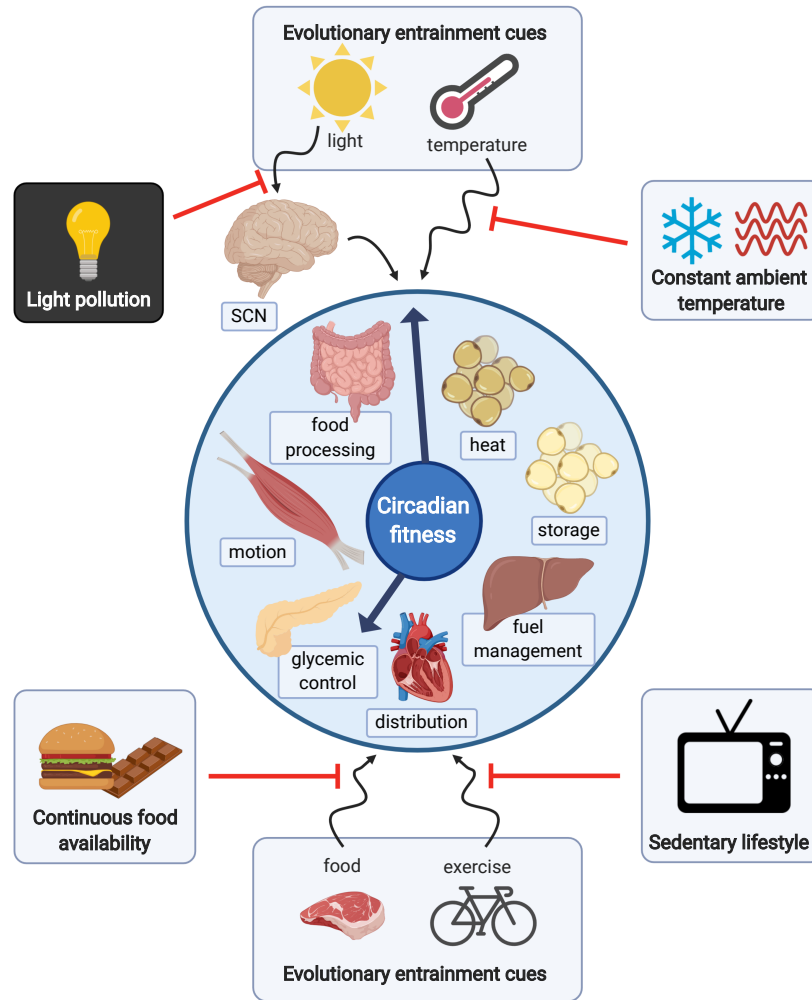 Evolutionary entrainment cues
light
temperature
Light pollution
SCN
Constant ambient
temperature
food
processing
heat
Circadian
fitness
storage
motion
fuel
management
glycemic
control
distribution
Continuous food
availability
Sedentary lifestyle
food
exercise
Evolutionary entrainment cues